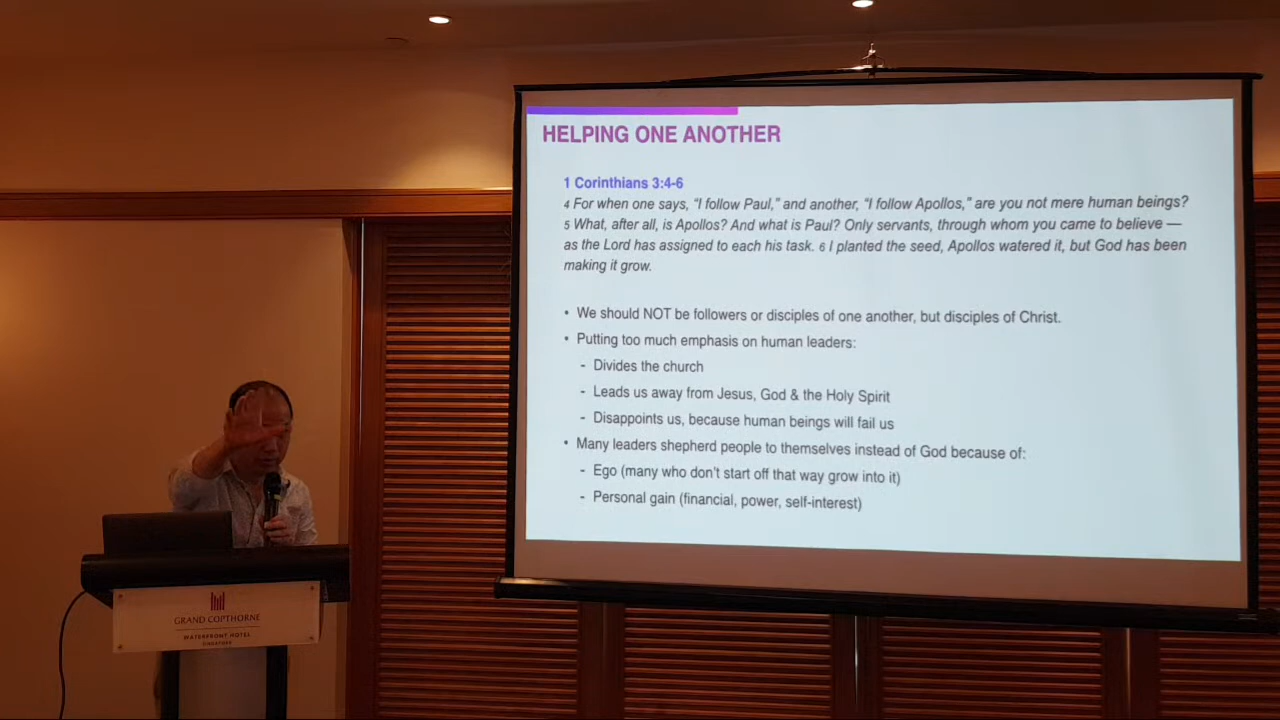 HELPING ONE ANOTHER
1 Corinthians 3:4-6
4 For when one says, “I follow Paul,” and another, “I follow Apollos,” are you not mere human beings?
5 What, after all, is Apollos? And what is Paul? Only servants, through whom you came to believe —
as the Lord has assigned to each his task. 6 I planted the seed, Apollos watered it, but God has been
making it grow.
• We should NOT be followers or disciples of one another, but disciples of Christ.
• Putting too much emphasis on human leaders:
- Divides the church
- Leads us away from Jesus, God & the Holy Spirit
- Disappoints us, because human beings will fail us
• Many leaders shepherd people to themselves instead of God because of:
- Ego (many who don't start off that way grow into it)
- Personal gain (financial, power, self-interest)
GRAND COPTHORNE
WATERFRONT HOTEL
SINGAPORE